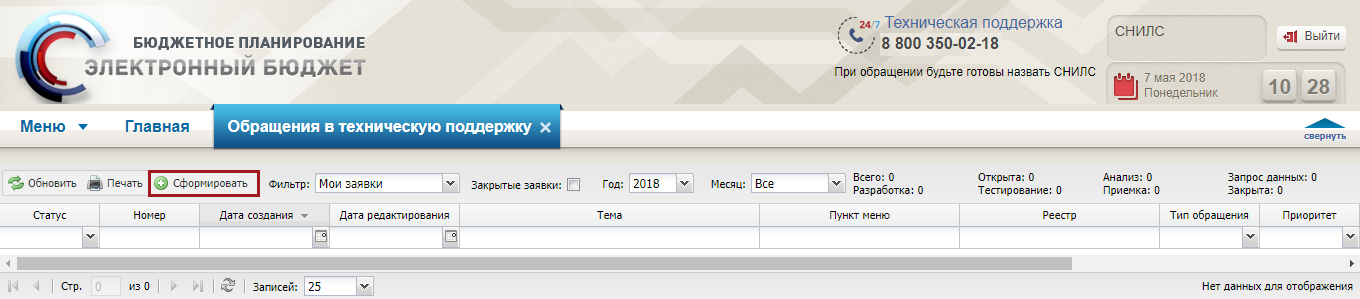 БЮДЖЕТНОЕ ПЛАНИРОВАНИЕ
ЭЛЕКТРОННЫЙ БЮДЖЕТ
24/7 Техническая поддержка
8 800 350-02-18
При обращении будьте готовы назвать СНИЛС
СНИЛС
Выйти
7 мая 2018
Понедельник
10 28
Меню Главная Обращения в техническую поддержку
свернуть
Обновить Печать Сформировать Фильтр: Мои заявки Закрытые заявки: Год: 2018 Месяц: Все
Всего: 0 Открыта: 0 Анализ: 0 Запрос данных: 0
Разработка: 0 Тестирование: 0 Приемка: 0 Закрыта: 0
Статус Номер Дата создания Дата редактирования Тема Пункт меню Реестр Тип обращения Приоритет
Стр. 0 из 0 Записей: 25 Нет данных для отображения